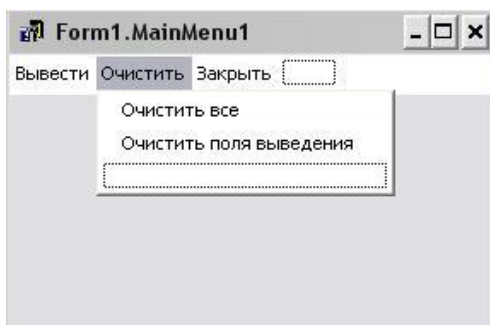 Form1.MainMenu1
Вывести Очистить Закрыть
Очистить все
Очистить поля выведения